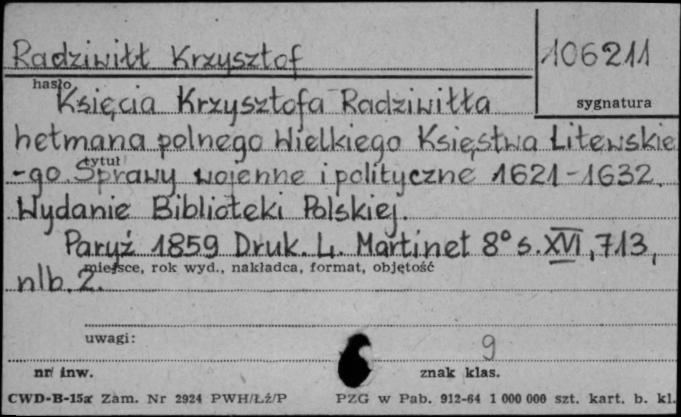 Radziwiłł Krzysztof
106211
hasło
sygnatura
Księcia Krzysztofa Radziwiłła
hetmana polnego Wielkiego Księstwa Litewskie
-go. Sprawy wojenne i polityczne 1621-1632.
tytuł
Wydanie Biblioteki Polskiej.
Paryż 1859 Druk. L. Martinet 8° s. XVI, 713,
miejsce, rok wyd., nakładca, format, objętość
nlb. 2.
uwagi:
9
nr inw.
znak klas.
CWD-B-15a Zam. Nr 2924 PWH/Łż/P
PZG w Pab. 912-64 1 000 000 szt. kart. b. kl.